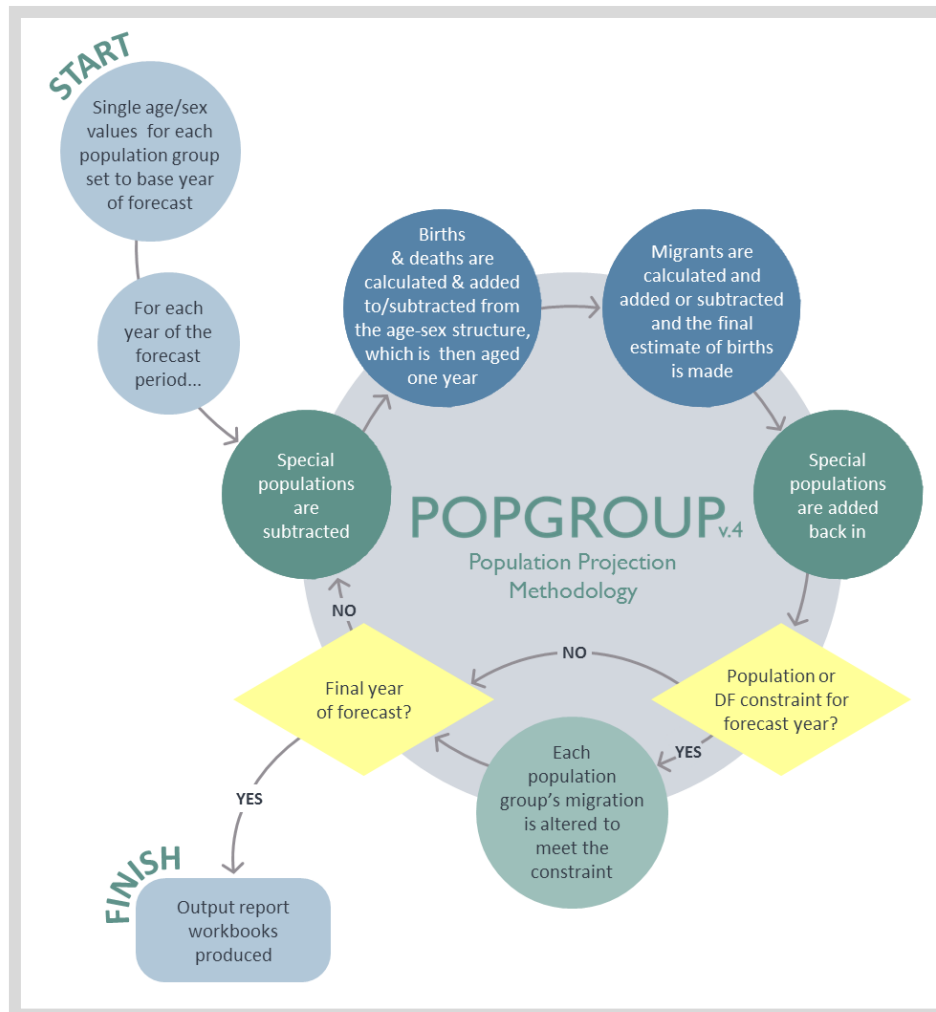 START
Single age/sex
values for each
population group
set to base year
of forecast
For each
year of the
forecast
period...
Special
populations
are
subtracted
Births
& deaths are
calculated & added
to/subtracted from
the age-sex structure,
which is then aged
one year
Migrants are
calculated and
added or subtracted
and the final
estimate of births
is made
Special
populations
are added
back in
POPGROUP v.4
Population Projection
Methodology
Population or
DF constraint for
forecast year?
NO
YES
Each
population
group's migration
is altered to
meet the
constraint
Final year
of forecast?
NO
YES
FINISH
Output report
workbooks
produced